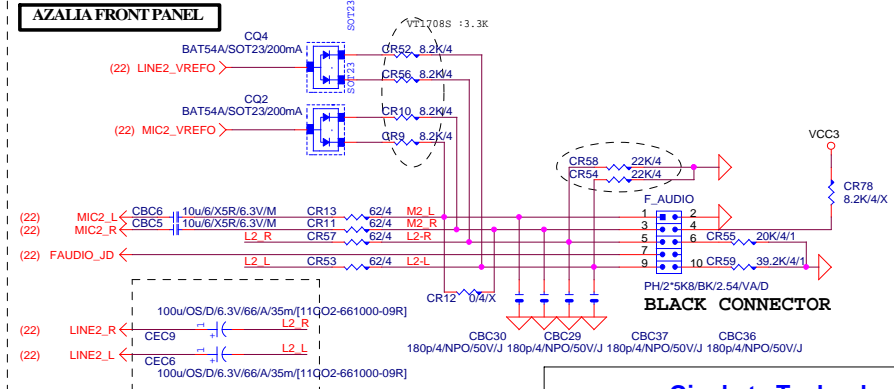 AZALIA FRONT PANEL
SOT23
VT1708S :3.3K
CQ4
BAT54A/SOT23/200mA
CR52 8.2K/4
(22) LINE2_VREFO
CR56 8.2K/4
SOT23
CQ2
BAT54A/SOT23/200mA
CR10 8.2K/4
(22) MIC2_VREFO
CR9 8.2K/4
VCC3
CR58 22K/4
CR54 22K/4
CR78
8.2K/4/X
F_AUDIO
(22) MIC2_L CBC6 10u/6/X5R/6.3V/M CR13 62/4 M2_L 1 2
(22) MIC2_R CBC5 10u/6/X5R/6.3V/M CR11 62/4 M2_R 3 4
L2_R CR57 62/4 L2-R 5 6 CR55 20K/4/1
(22) FAUDIO_JD 7
L2_L CR53 62/4 L2-L 9 10 CR59 39.2K/4/1
PH/2*5K8/BK/2.54/VA/D
CR12 0/4/X
BLACK CONNECTOR
100u/OS/D/6.3V/66/A/35m/[11CO2-661000-09R]
(22) LINE2_R 1 + L2_R
CEC9
(22) LINE2_L 1 + L2_L
CEC6
100u/OS/D/6.3V/66/A/35m/[11CO2-661000-09R]
CBC30 CBC29 CBC37 CBC36
180p/4/NPO/50V/J 180p/4/NPO/50V/J 180p/4/NPO/50V/J 180p/4/NPO/50V/J